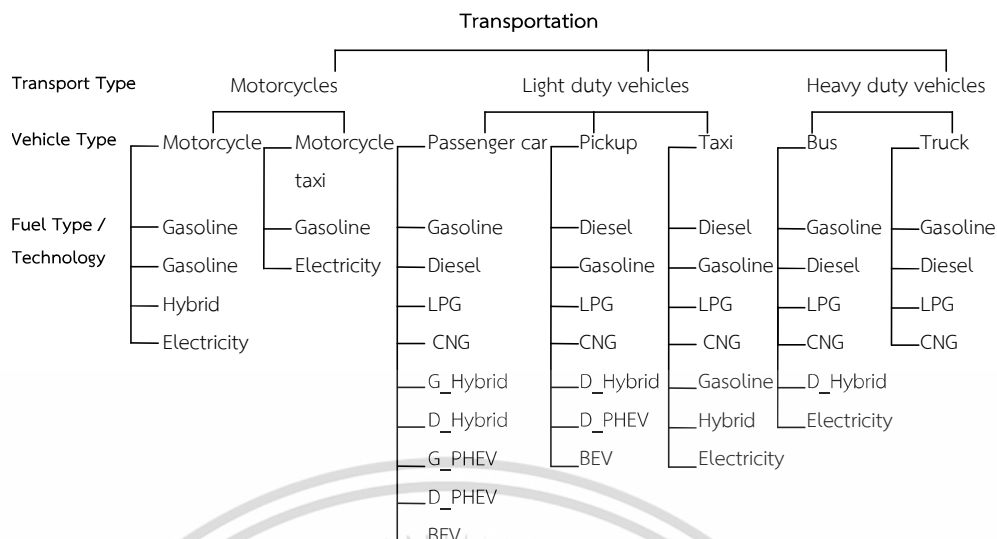 Transportation
Transport Type Motorcycles Light duty vehicles Heavy duty vehicles
Vehicle Type Motorcycle Motorcycle Passenger car Pickup Taxi Bus Truck
taxi
Fuel Type / Gasoline Gasoline Gasoline Diesel Diesel Gasoline Gasoline
Technology Gasoline Electricity Diesel Gasoline Gasoline Diesel Diesel
Hybrid LPG LPG LPG LPG LPG
Electricity CNG CNG CNG CNG CNG
G_Hybrid D_Hybrid Gasoline D_Hybrid
D_Hybrid D_PHEV Hybrid Electricity
G_PHEV BEV Electricity
D_PHEV
BEV